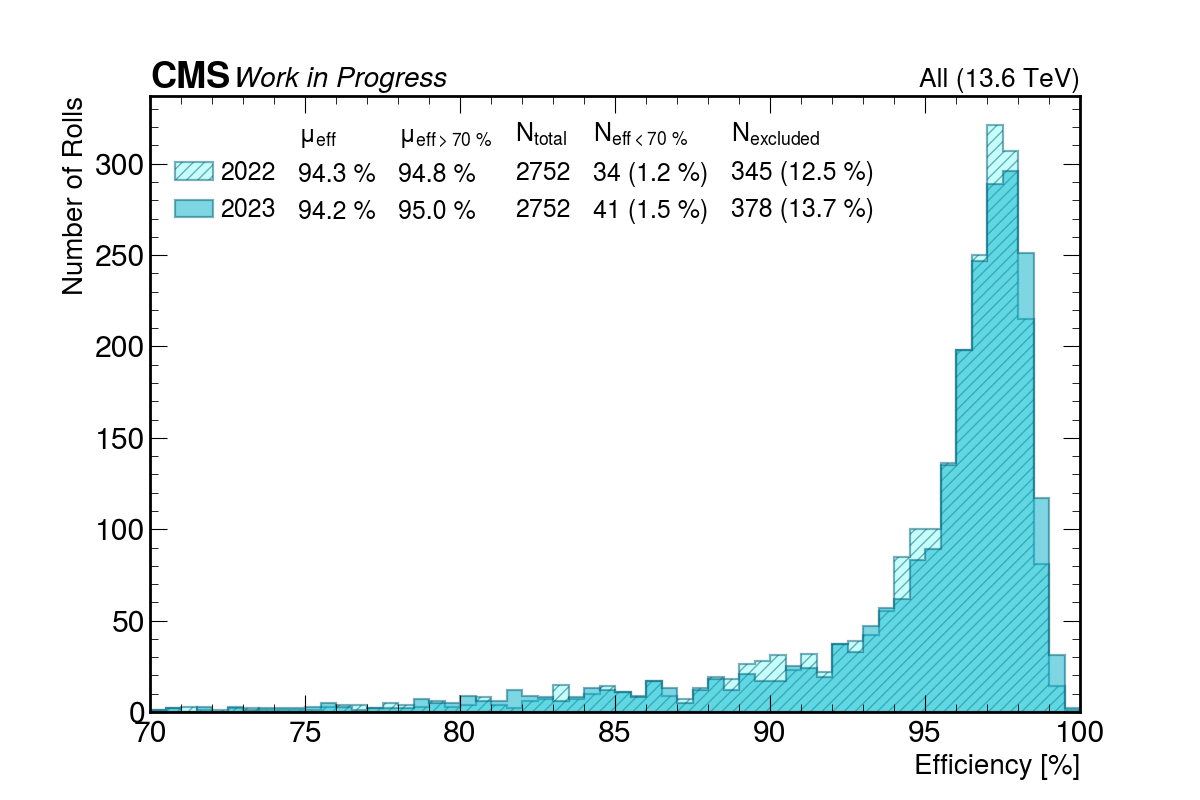 CMS Work in Progress All (13.6 TeV)
Number of Rolls
μeff μeff > 70 % Ntotal Neff < 70 % Nexcluded
2022 94.3 % 94.8 % 2752 34 (1.2 %) 345 (12.5 %)
2023 94.2 % 95.0 % 2752 41 (1.5 %) 378 (13.7 %)
300
250
200
150
100
50
0
70 75 80 85 90 95 100
Efficiency [%]